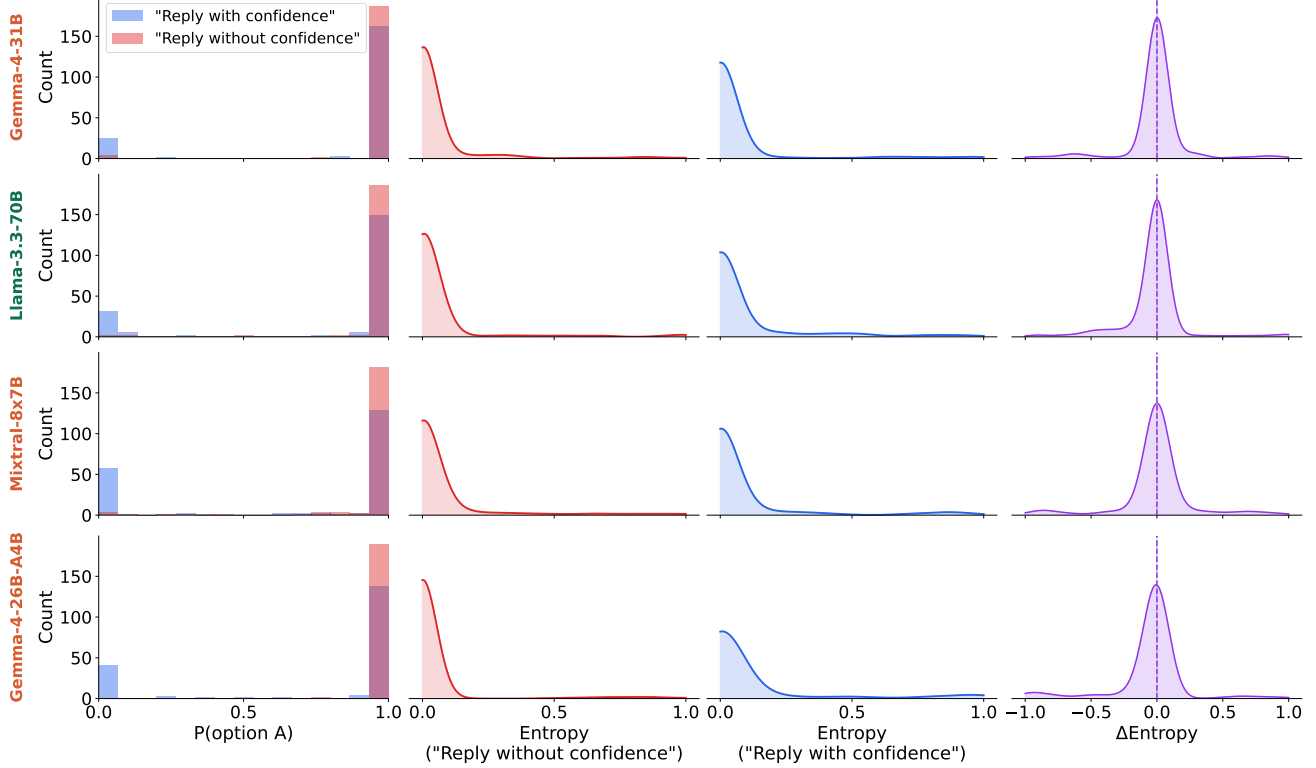 "Reply with confidence"
"Reply without confidence"
Gemma-4-31B
Count
150
100
50
0
Llama-3.3-70B
Count
150
100
50
0
Mixtral-8x7B
Count
150
100
50
0
Gemma-4-26B-A4B
Count
150
100
50
0
0.0 0.5 1.0
P(option A)
0.0 0.5 1.0
Entropy
("Reply without confidence")
0.0 0.5 1.0
Entropy
("Reply with confidence")
−1.0 −0.5 0.0 0.5 1.0
ΔEntropy